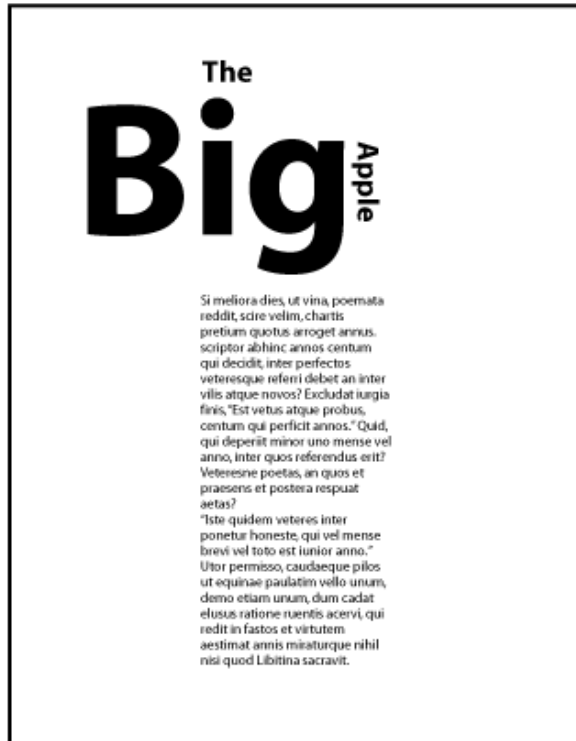 The
Big
Apple
Si meliora dies, ut vina, poemata
reddit, scire velim, chartis
pretium quotus arroget annus.
scriptor abhinc annos centum
qui decidit, inter perfectos
veteresque referri debet an inter
vilis atque novos? Excludat iurgia
finis, "Est vetus atque probus,
centum qui perficit annos." Quid,
qui deperiit minor uno mense vel
anno, inter quos referendus erit?
Veteresne poetas, an quos et
praesens et postera respuat
aetas?
"Iste quidem veteres inter
ponetur honeste, qui vel mense
brevi vel toto est iunior anno."
Utor permisso, caudaeque pilos
ut equinae paulatim vello unum,
demo etiam unum, dum cadat
elusus ratione ruentis acervi, qui
redit in fastos et virtutem
aestimat annis miraturque nihil
nisi quod Libitina sacravit.